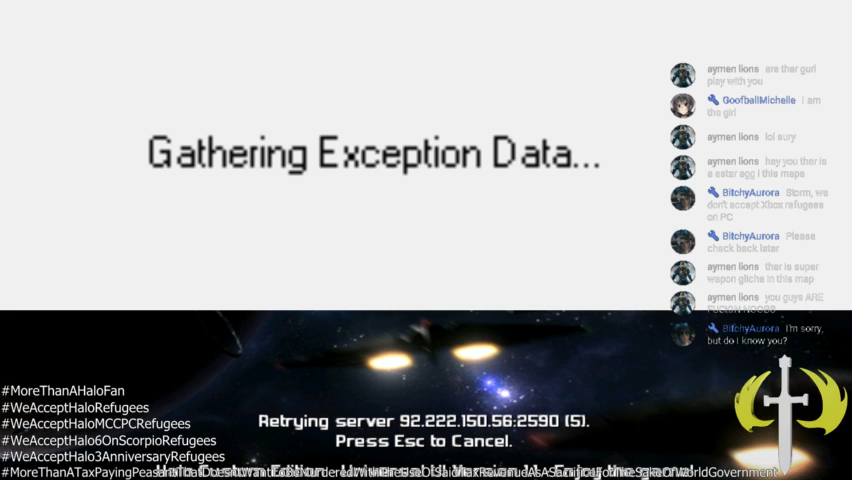 Gathering Exception Data...
aymen lions are ther gurl
play with you
GoofballMichelle I am
the girl
aymen lions lol sury
aymen lions hey you ther is
a ester agg I this maps
BitchyAurora Storm, we
don't accept Xbox refugees
on PC
BitchyAurora Please
check back later
aymen lions ther is super
wapon gliche in this map
aymen lions you guys ARE
BitchyAurora I'm sorry,
but do I know you?
#MoreThanAHaloFan
#WeAcceptHaloRefugees
#WeAcceptHaloMCCPCRefugees
#WeAcceptHalo6OnScorpioRefugees
#WeAcceptHalo3AnniversaryRefugees
Retrying server 92.222.150.56:2590 (5).
Press Esc to Cancel.
#MoreThanATaxPayingPeasant